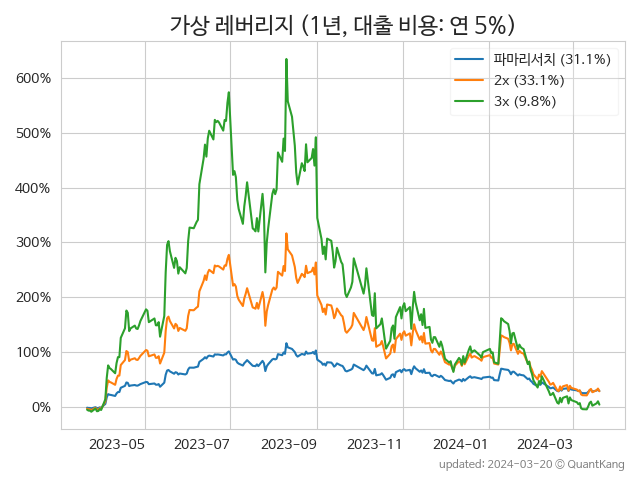 가상 레버리지 (1년, 대출 비용: 연 5%)
파마리서치 (31.1%)
2x (33.1%)
3x (9.8%)
600%
500%
400%
300%
200%
100%
0%
2023-05 2023-07 2023-09 2023-11 2024-01 2024-03
updated: 2024-03-20 © QuantKang